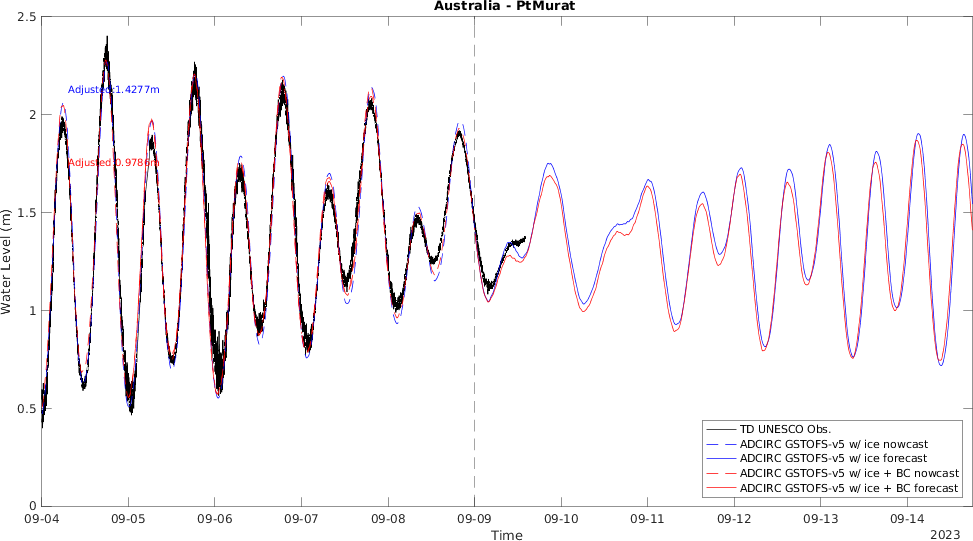 Australia - PtMurat
2.5
2
1.5
1
0.5
0
Water Level (m)
Adjusted:1.4277m
Adjusted:0.9786m
TD UNESCO Obs.
ADCIRC GSTOFS-v5 w/ ice nowcast
ADCIRC GSTOFS-v5 w/ ice forecast
ADCIRC GSTOFS-v5 w/ ice + BC nowcast
ADCIRC GSTOFS-v5 w/ ice + BC forecast
09-04 09-05 09-06 09-07 09-08 09-09 09-10 09-11 09-12 09-13 09-14
Time
2023